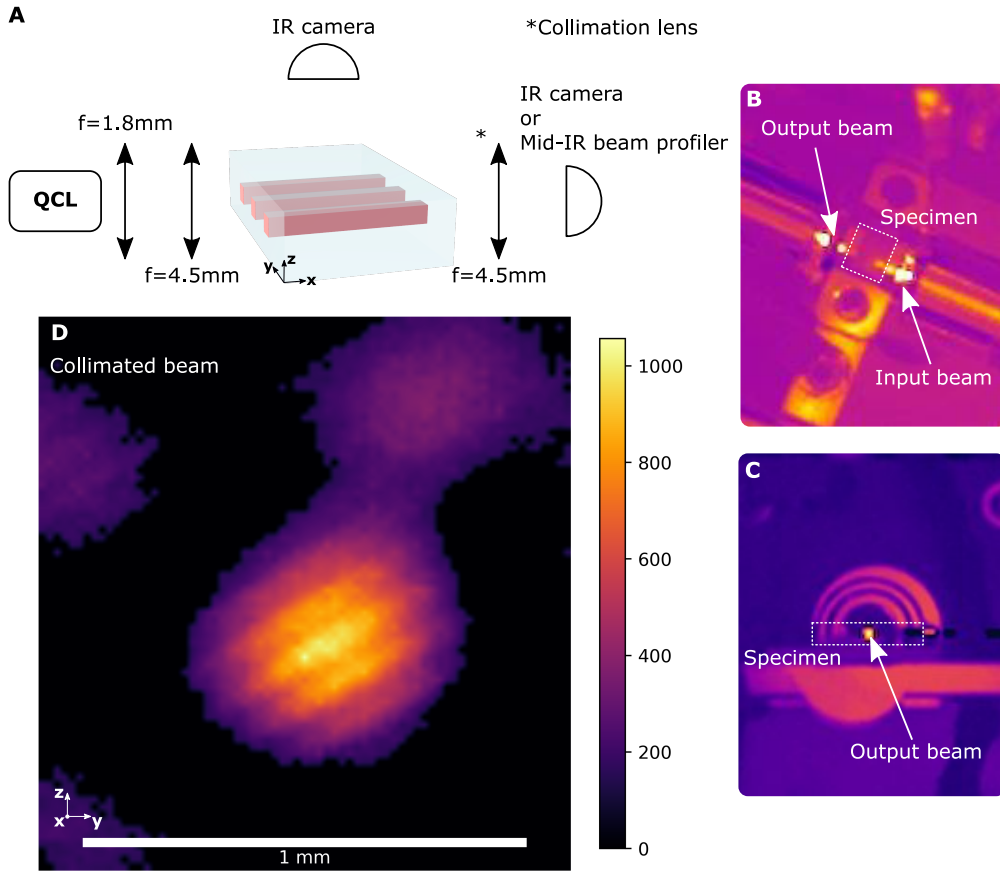 A
IR camera
*Collimation lens
f=1.8mm
*
IR camera
or
Mid-IR beam profiler
QCL
f=4.5mm
f=4.5mm
z
y
x
B
Output beam
Specimen
Input beam
D
Collimated beam
1000
800
600
400
200
0
z
x
y
1 mm
C
Specimen
Output beam